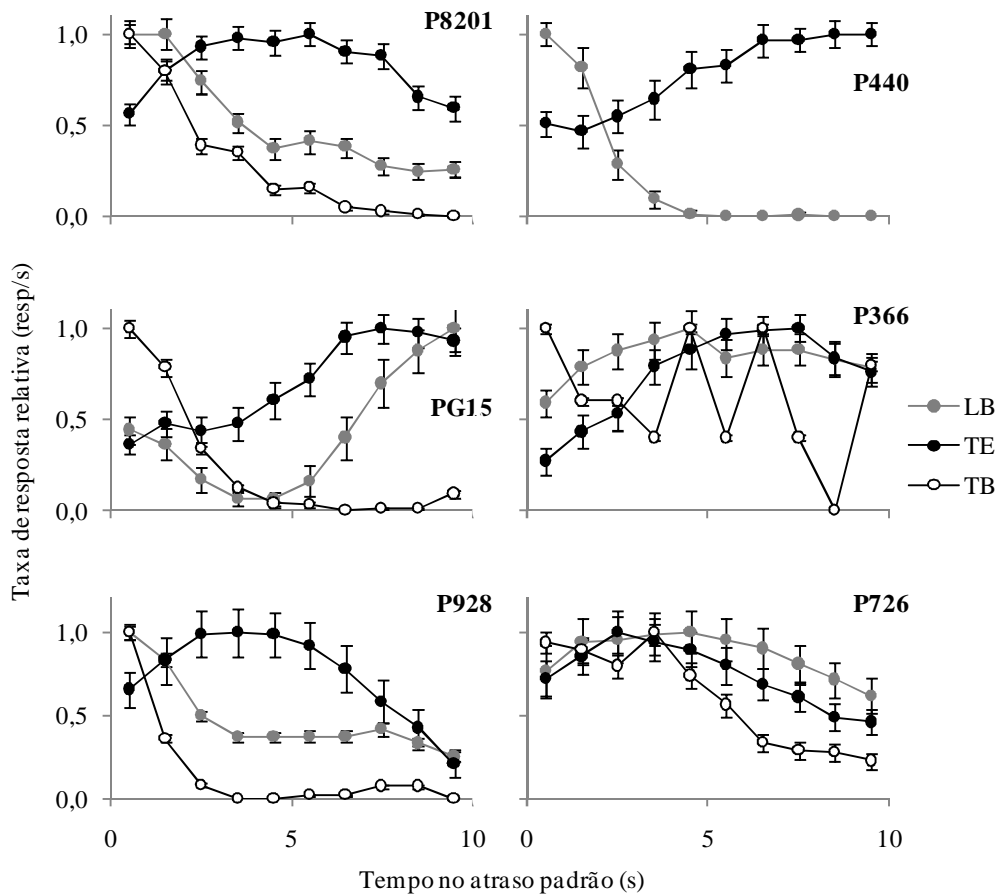 P8201
P440
1,0
0,5
0,0
PG15
P366
1,0
0,5
0,0
LB
TE
TB
P928
P726
1,0
0,5
0,0
0 5 10 0 5 10
Tempo no atraso padrão (s)
Taxa de resposta relativa (resp/s)